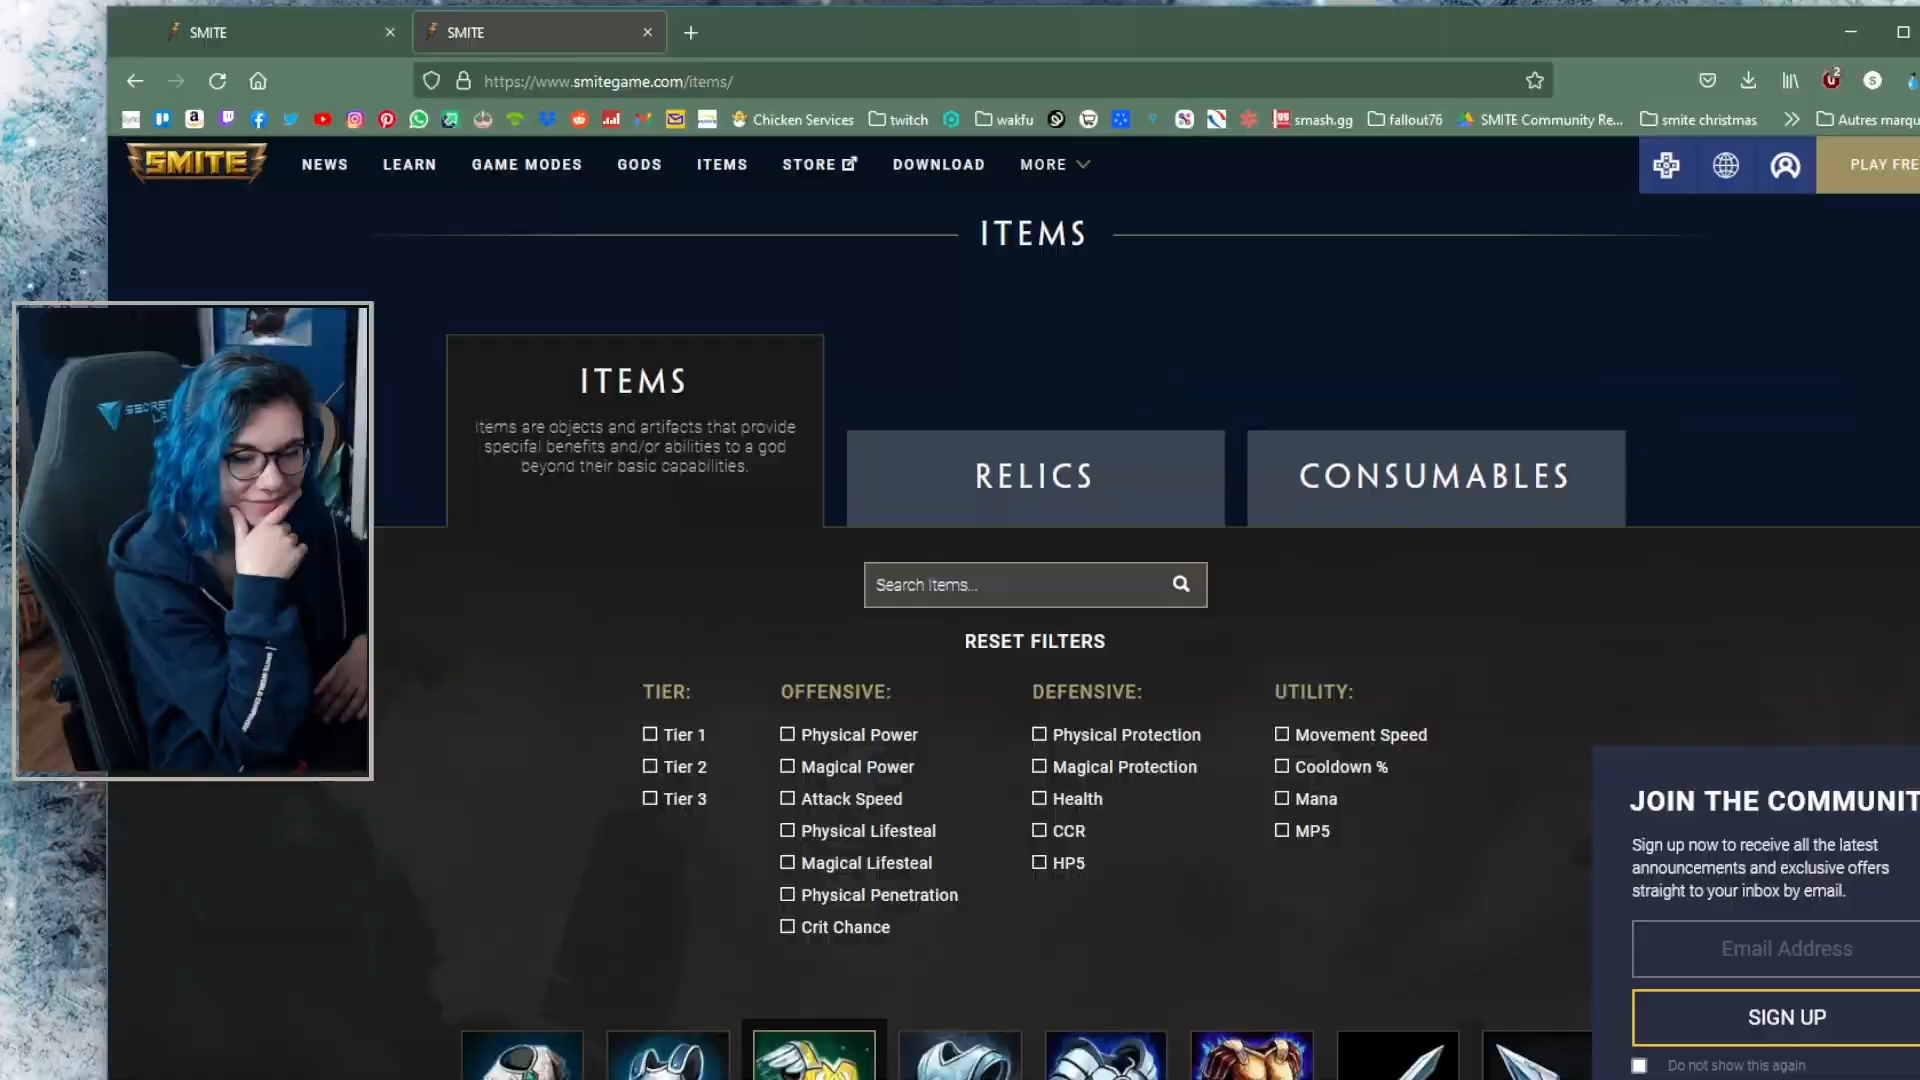 SMITE
SMITE
https://www.smitegame.com/items/
Chicken Services
twitch
wakfu
smash.gg
fallout76
SMITE Community Re...
smite christmas
Autres marqu
SMITE
NEWS
LEARN
GAME MODES
GODS
ITEMS
STORE
DOWNLOAD
MORE
PLAY FRE
ITEMS
ITEMS
Items are objects and artifacts that provide
specifal benefits and/or abilities to a god
beyond their basic capabilities.
RELICS
CONSUMABLES
Search Items...
RESET FILTERS
TIER:
Tier 1
Tier 2
Tier 3
OFFENSIVE:
Physical Power
Magical Power
Attack Speed
Physical Lifesteal
Magical Lifesteal
Physical Penetration
Crit Chance
DEFENSIVE:
Physical Protection
Magical Protection
Health
CCR
HP5
UTILITY:
Movement Speed
Cooldown %
Mana
MP5
JOIN THE COMMUNIT
Sign up now to receive all the latest
announcements and exclusive offers
straight to your inbox by email.
Email Address
SIGN UP
Do not show this again